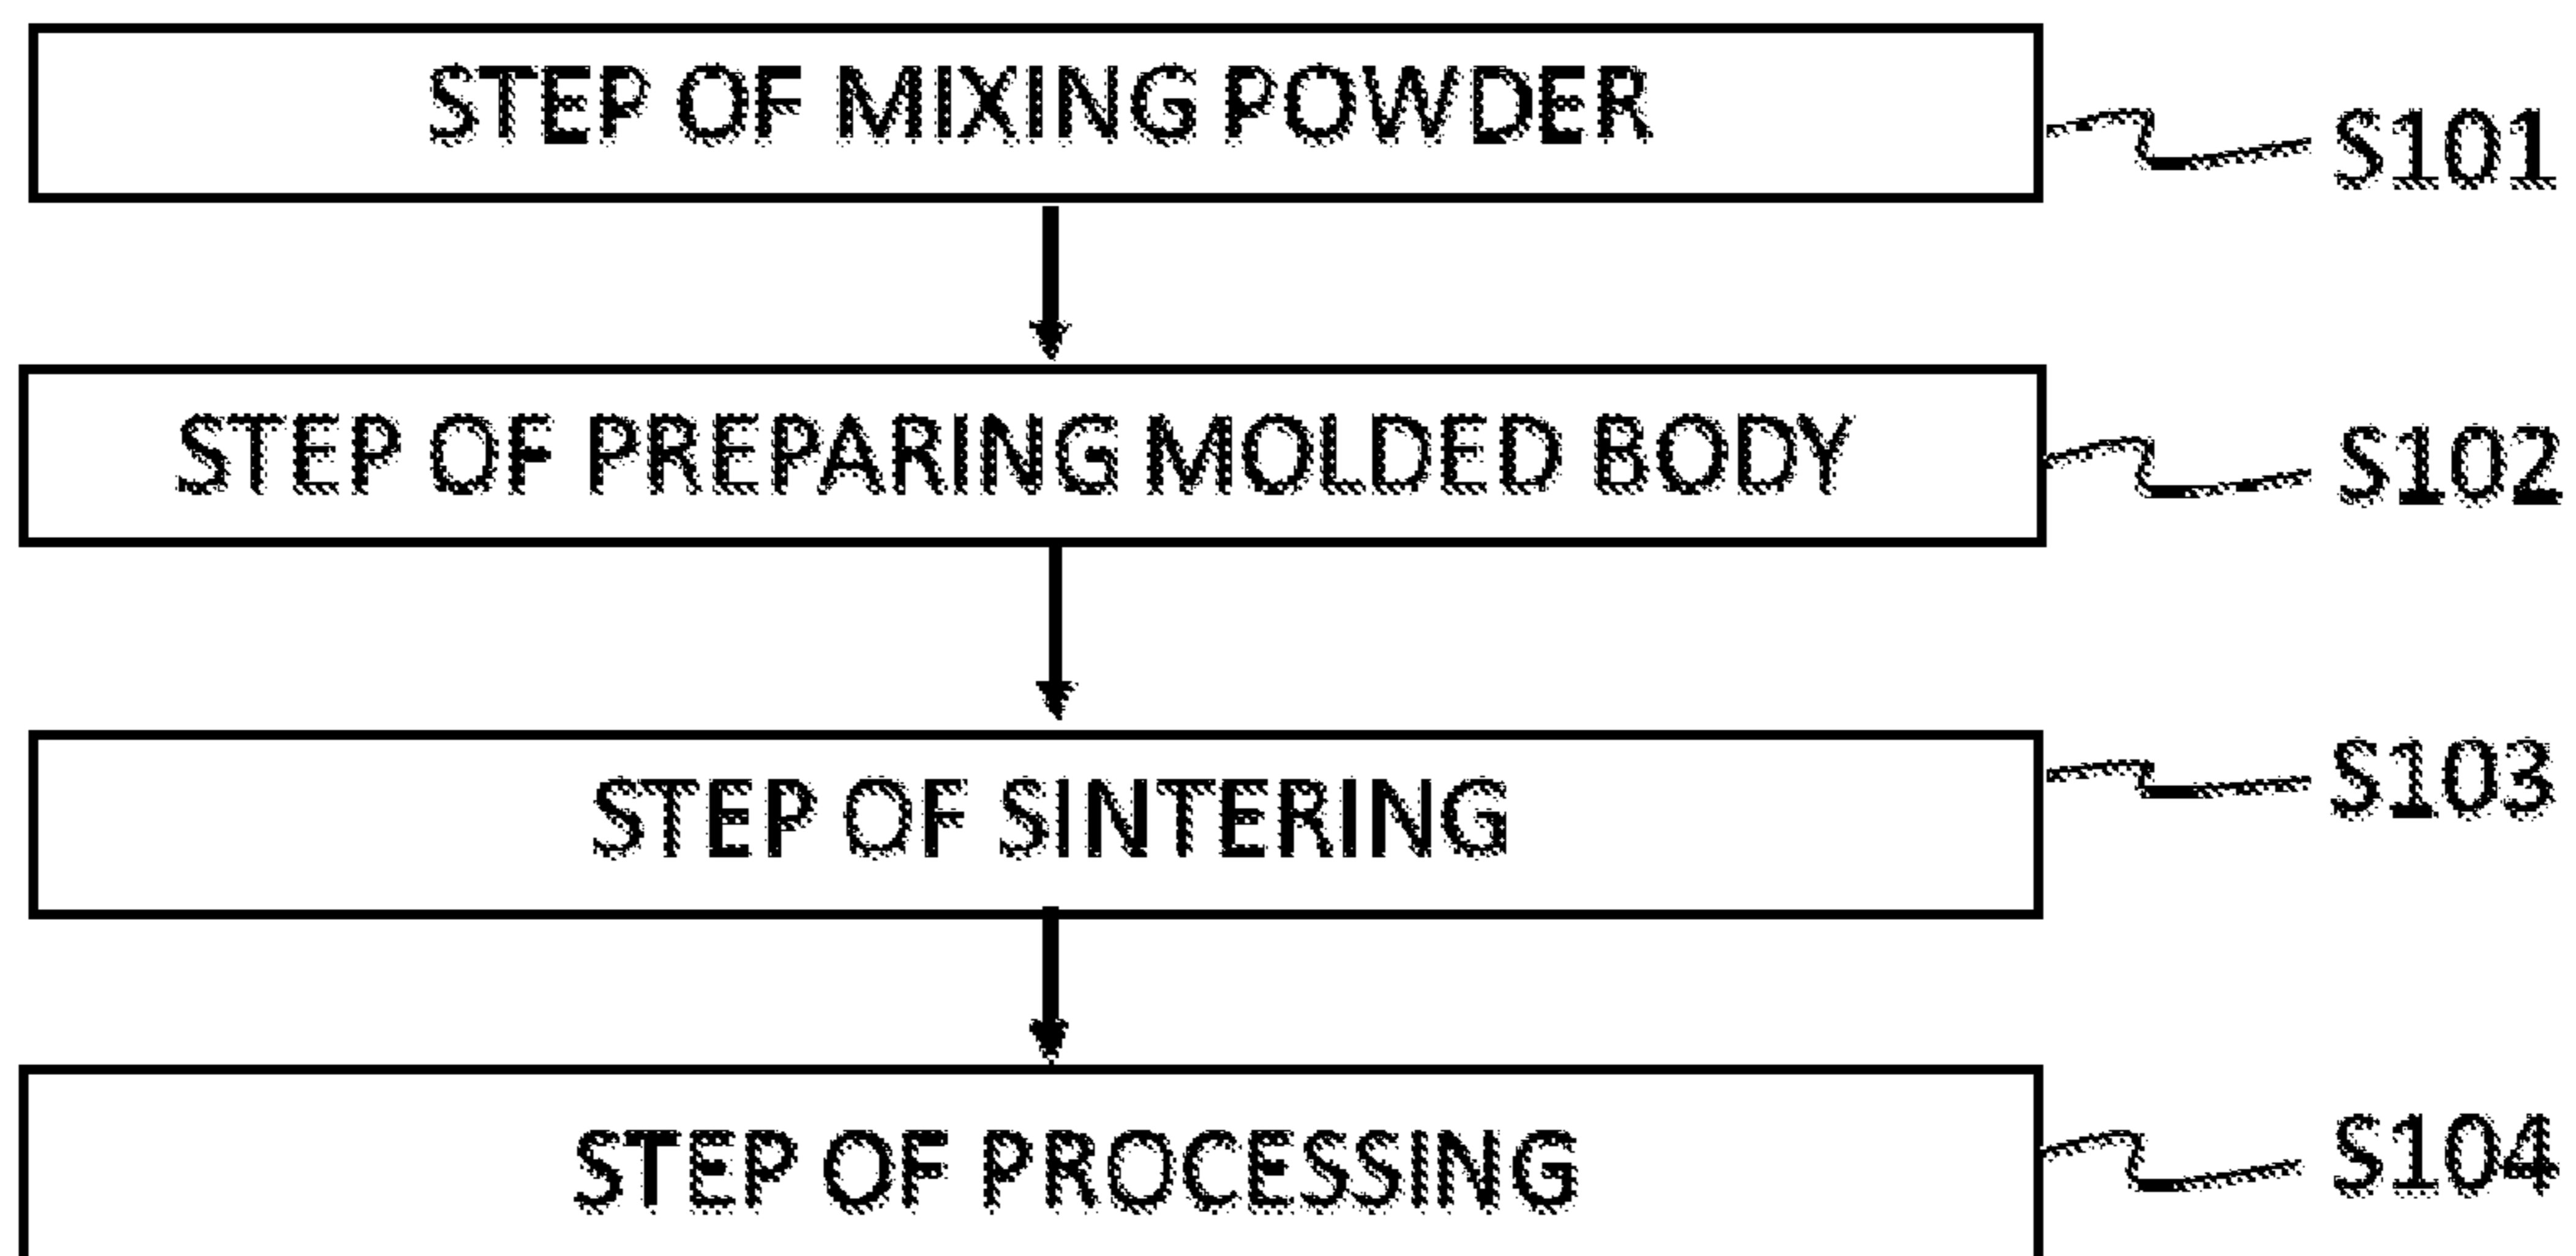 STEP OF MIXING POWDER
S101
STEP OF PREPARING MOLDED BODY
S102
STEP OF SINTERING
S103
STEP OF PROCESSING
S104